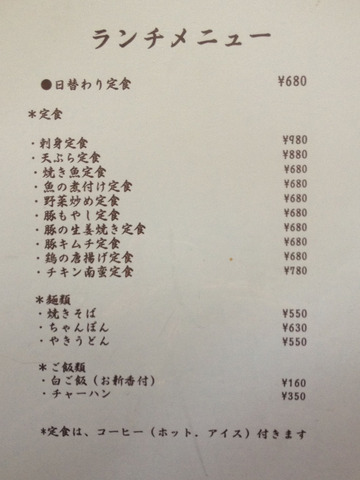 ランチメニュー
●日替わり定食 ¥680
*定食
・刺身定食 ¥980
・天ぷら定食 ¥880
・焼き魚定食 ¥680
・魚の煮付け定食 ¥680
・野菜炒め定食 ¥680
・豚もやし定食 ¥680
・豚の生姜焼き定食 ¥680
・豚キムチ定食 ¥680
・鶏の唐揚げ定食 ¥680
・チキン南蛮定食 ¥780
*麺類
・焼きそば ¥550
・ちゃんぽん ¥630
・やきうどん ¥550
*ご飯類
・白ご飯(お新香付) ¥160
・チャーハン ¥350
*定食は、コーヒー(ホット．アイス)付きます